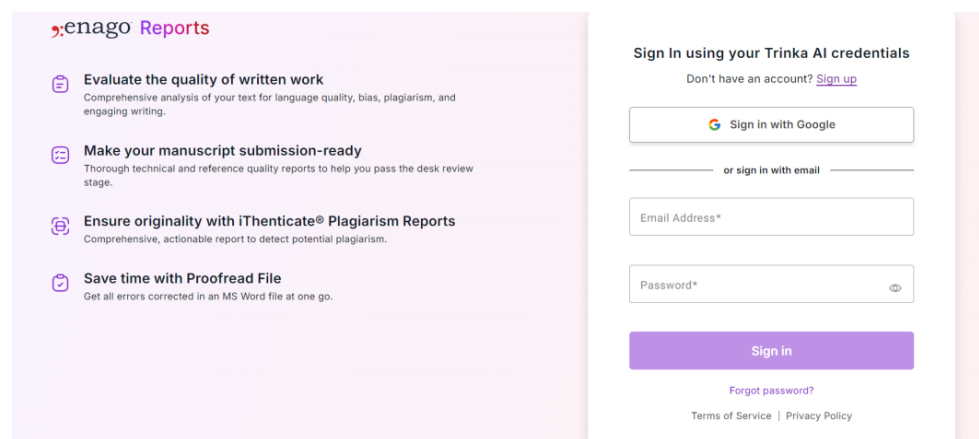 enago Reports
Evaluate the quality of written work
Comprehensive analysis of your text for language quality, bias, plagiarism, and
engaging writing.
Make your manuscript submission-ready
Thorough technical and reference quality reports to help you pass the desk review
stage.
Ensure originality with iThenticate® Plagiarism Reports
Comprehensive, actionable report to detect potential plagiarism.
Save time with Proofread File
Get all errors corrected in an MS Word file at one go.
Sign In using your Trinka AI credentials
Don't have an account? Sign up
Sign in with Google
or sign in with email
Email Address*
Password*
Sign in
Forgot password?
Terms of Service | Privacy Policy